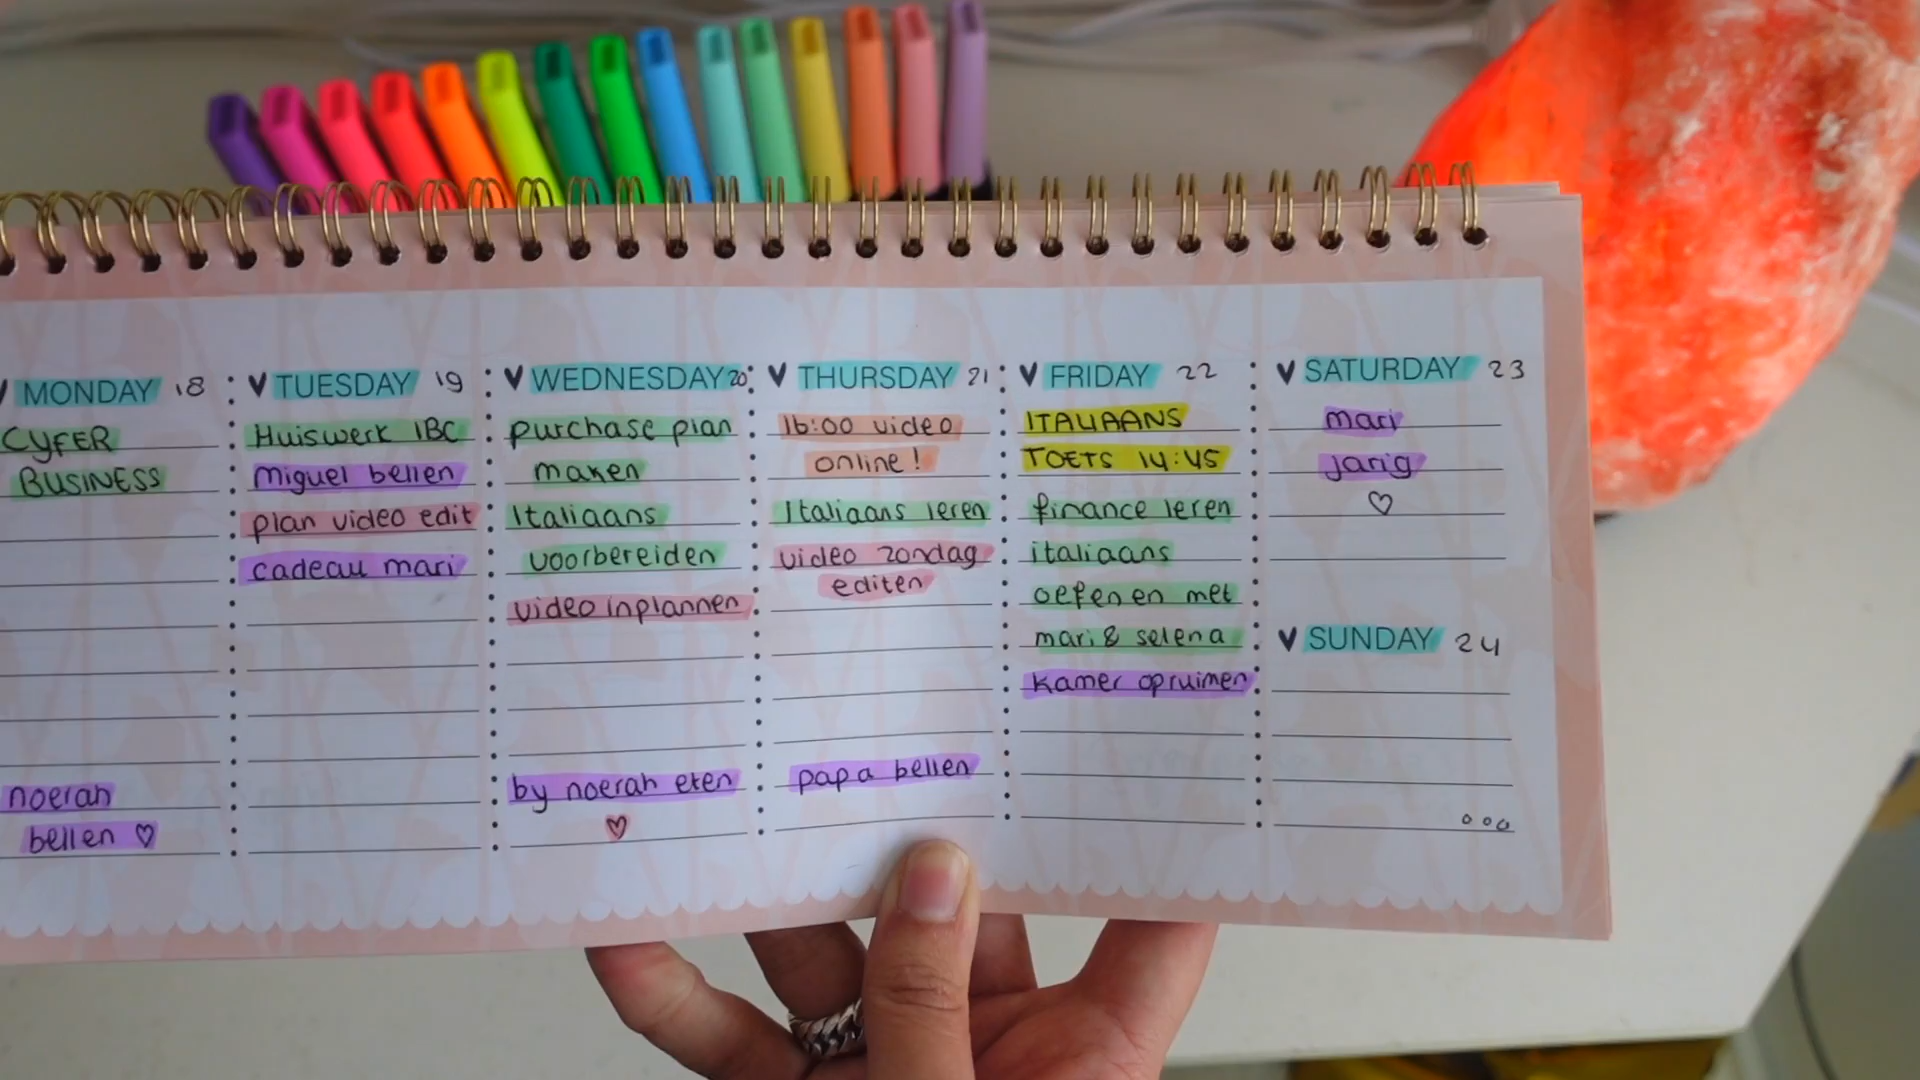 MONDAY 18
CYFER
BUSINESS
noerah
bellen ♡
TUESDAY 19
Huiswerk IBC
miguel bellen
plan video edit
cadeau mari
WEDNESDAY 20
purchase plan
maken
Italiaans
voorbereiden
video inplannen
by noerah eten
♡
THURSDAY 21
16:00 video
online!
Italiaans leren
video zondag
editen
papa bellen
FRIDAY 22
ITALIAANS
TOETS 14:45
finance leren
italiaans
oefenen met
mari & selena
kamer opruimen
SATURDAY 23
mari
jarig
♡
SUNDAY 24